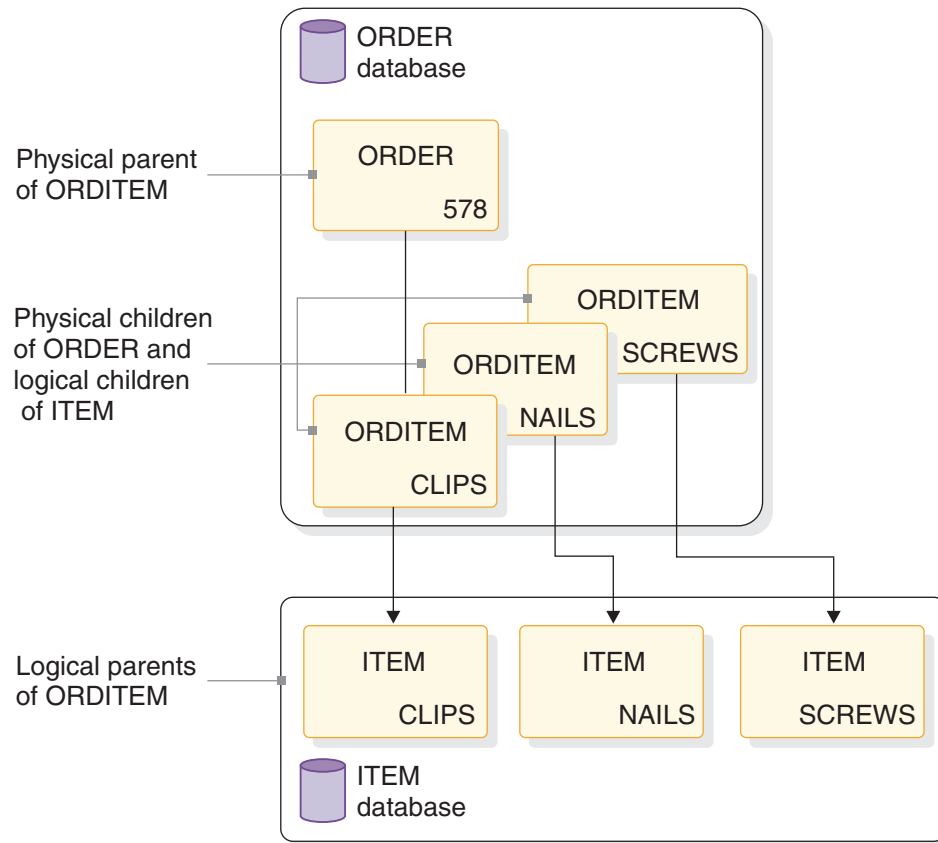 ORDER
database
Physical parent
of ORDITEM
ORDER
578
Physical children
of ORDER and
logical children
of ITEM
ORDITEM
SCREWS
ORDITEM
NAILS
ORDITEM
CLIPS
Logical parents
of ORDITEM
ITEM
CLIPS
ITEM
NAILS
ITEM
SCREWS
ITEM
database